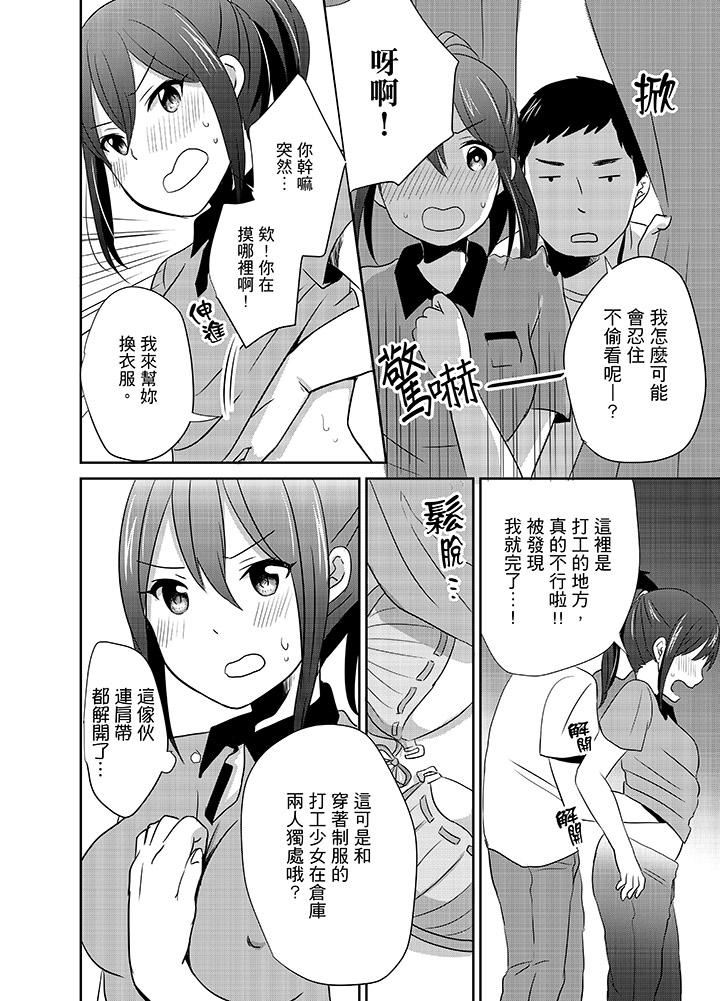 掀
呀啊！
我怎麼可能
會忍住
不偷看呢—？
驚嚇——
你幹嘛
突然…
欸！你在
摸哪裡啊！
伸進
我來幫妳
換衣服。
這裡是
打工的地方，
真的不行啦!!
被發現
我就完了…！
解開
解開
鬆脫…
這可是和
穿著制服的
打工少女在倉庫
兩人獨處哦？
這傢伙
連肩帶
都解開了…